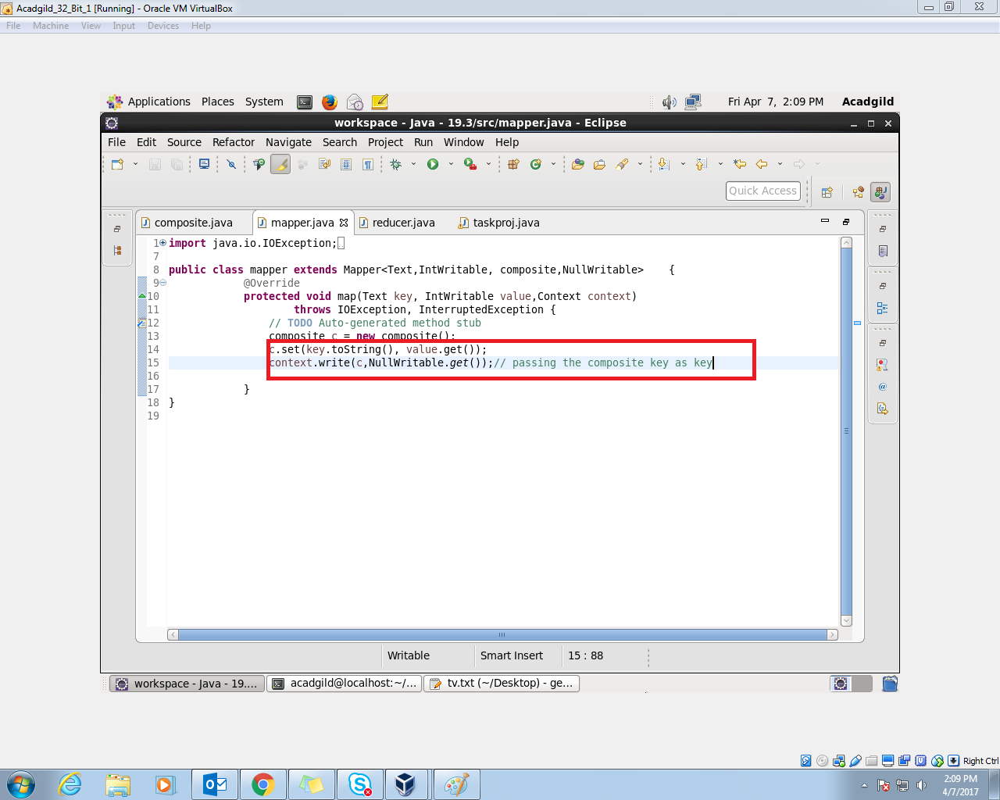 Acadgild_32_Bit_1 [Running] - Oracle VM VirtualBox
File Machine View Input Devices Help
Applications Places System Fri Apr 7, 2:09 PM Acadgild
workspace - Java - 19.3/src/mapper.java - Eclipse
File Edit Source Refactor Navigate Search Project Run Window Help
Quick Access
composite.java mapper.java reducer.java taskproj.java
1 import java.io.IOException;
7
8 public class mapper extends Mapper<Text,IntWritable, composite,NullWritable> {
9 @Override
10 protected void map(Text key, IntWritable value,Context context)
11 throws IOException, InterruptedException {
12 // TODO Auto-generated method stub
13 composite c = new composite();
14 c.set(key.toString(), value.get());
15 context.write(c,NullWritable.get());// passing the composite key as key
16
17 }
18 }
19
Writable Smart Insert 15 : 88
workspace - Java - 19.... acadgild@localhost:~/... tv.txt (~/Desktop) - ge...
Right Ctrl
2:09 PM
4/7/2017